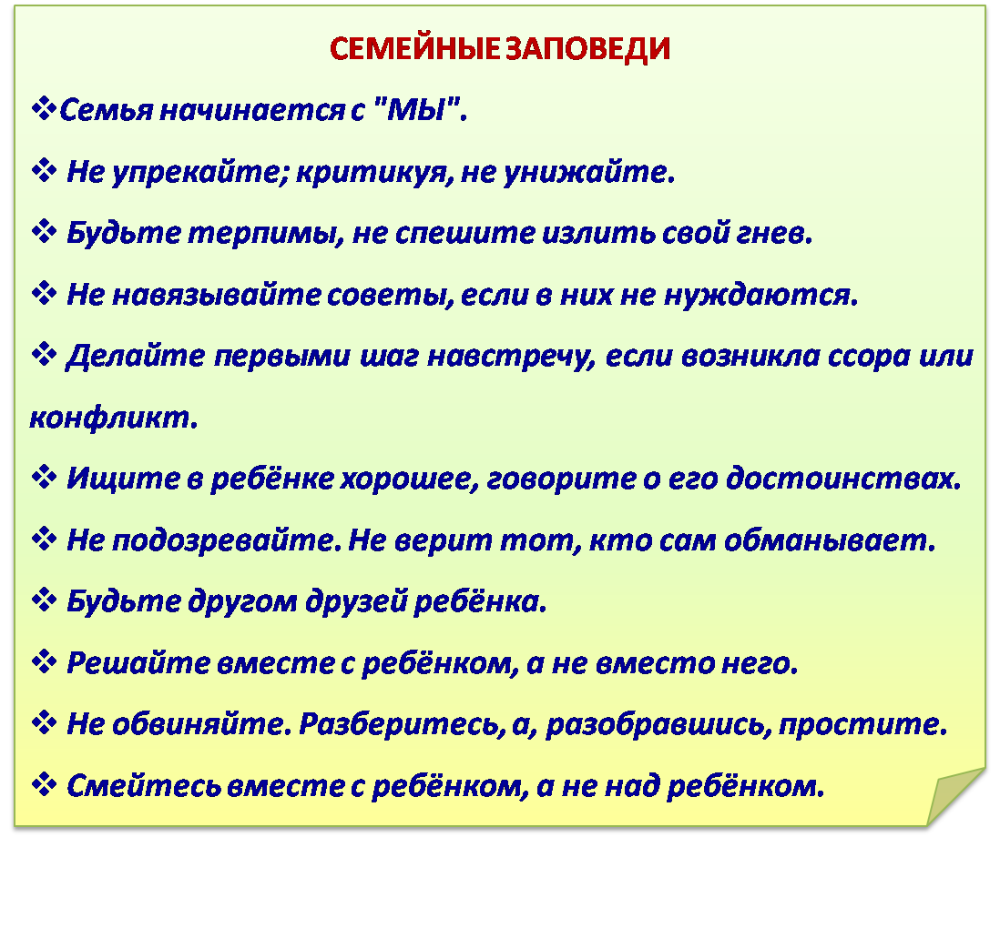 СЕМЕЙНЫЕ ЗАПОВЕДИ
❖Семья начинается с "МЫ".
❖ Не упрекайте; критикуя, не унижайте.
❖ Будьте терпимы, не спешите излить свой гнев.
❖ Не навязывайте советы, если в них не нуждаются.
❖ Делайте первыми шаг навстречу, если возникла ссора или
конфликт.
❖ Ищите в ребёнке хорошее, говорите о его достоинствах.
❖ Не подозревайте. Не верит тот, кто сам обманывает.
❖ Будьте другом друзей ребёнка.
❖ Решайте вместе с ребёнком, а не вместо него.
❖ Не обвиняйте. Разберитесь, а, разобравшись, простите.
❖ Смейтесь вместе с ребёнком, а не над ребёнком.